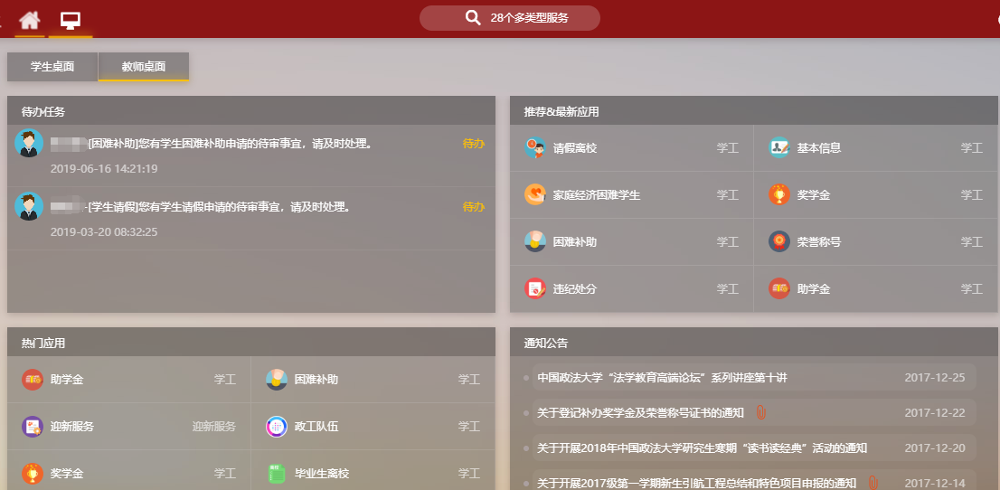 28个多类型服务
学生桌面
教师桌面
待办任务
[困难补助]您有学生困难补助申请的待审事宜，请及时处理。 待办
2019-06-16 14:21:19
-[学生请假]您有学生请假申请的待审事宜，请及时处理。 待办
2019-03-20 08:32:25
推荐&最新应用
请假离校 学工
基本信息 学工
家庭经济困难学生 学工
奖学金 学工
困难补助 学工
荣誉称号 学工
违纪处分 学工
助学金 学工
热门应用
助学金 学工
困难补助 学工
迎新服务 迎新服务
政工队伍 学工
奖学金 学工
毕业生离校 学工
通知公告
中国政法大学“法学教育高端论坛”系列讲座第十讲 2017-12-25
关于登记补办奖学金及荣誉称号证书的通知 2017-12-22
关于开展2018年中国政法大学研究生寒期“读书读经典”活动的通知 2017-12-20
关于开展2017级第一学期新生引航工程总结和特色项目申报的通知 2017-12-14